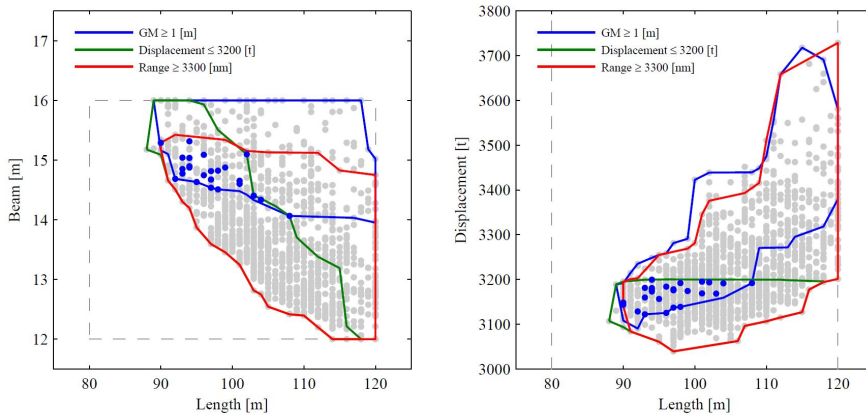 17
16
15
14
13
12
Beam [m]
GM ≥ 1 [m]
Displacement ≤ 3200 [t]
Range ≥ 3300 [nm]
80
90
100
110
120
Length [m]
3800
3700
3600
3500
3400
3300
3200
3100
3000
Displacement [t]
GM ≥ 1 [m]
Displacement ≤ 3200 [t]
Range ≥ 3300 [nm]
80
90
100
110
120
Length [m]